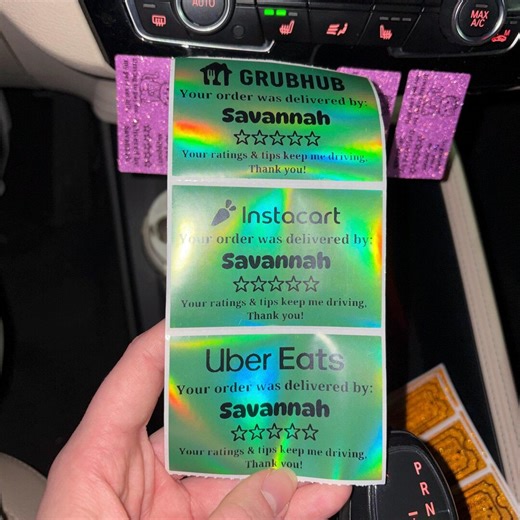 AUTO
MAX
A/C
GRUBHUB
Your order was delivered by:
Savannah
Your ratings & tips keep me driving,
Thank you!
Instacart
Your order was delivered by:
Savannah
Your ratings & tips keep me driving,
Thank you!
Uber Eats
Your order was delivered by:
Savannah
Your ratings & tips keep me driving,
Thank you!
P
R
N